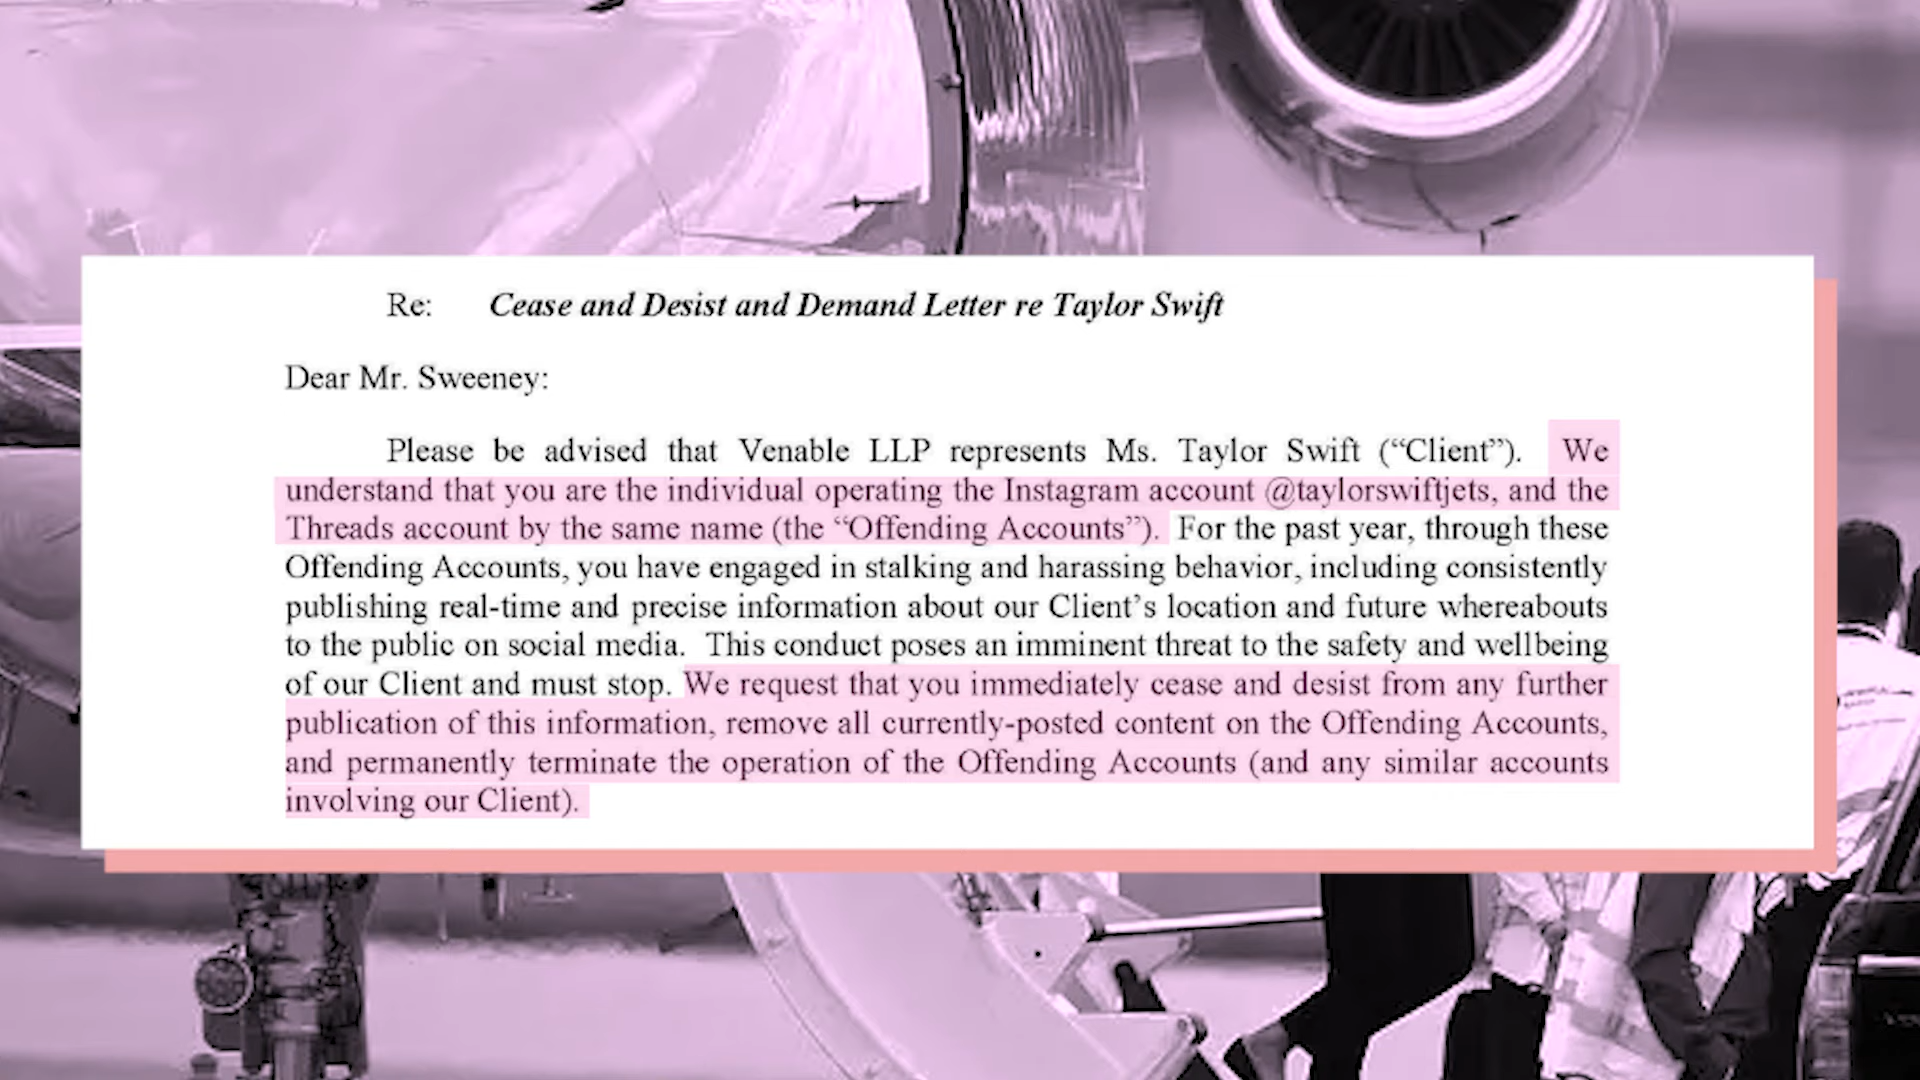 Re: Cease and Desist and Demand Letter re Taylor Swift
Dear Mr. Sweeney:
Please be advised that Venable LLP represents Ms. Taylor Swift (“Client”). We
understand that you are the individual operating the Instagram account @taylorswiftjets, and the
Threads account by the same name (the “Offending Accounts”). For the past year, through these
Offending Accounts, you have engaged in stalking and harassing behavior, including consistently
publishing real-time and precise information about our Client’s location and future whereabouts
to the public on social media. This conduct poses an imminent threat to the safety and wellbeing
of our Client and must stop. We request that you immediately cease and desist from any further
publication of this information, remove all currently-posted content on the Offending Accounts,
and permanently terminate the operation of the Offending Accounts (and any similar accounts
involving our Client).